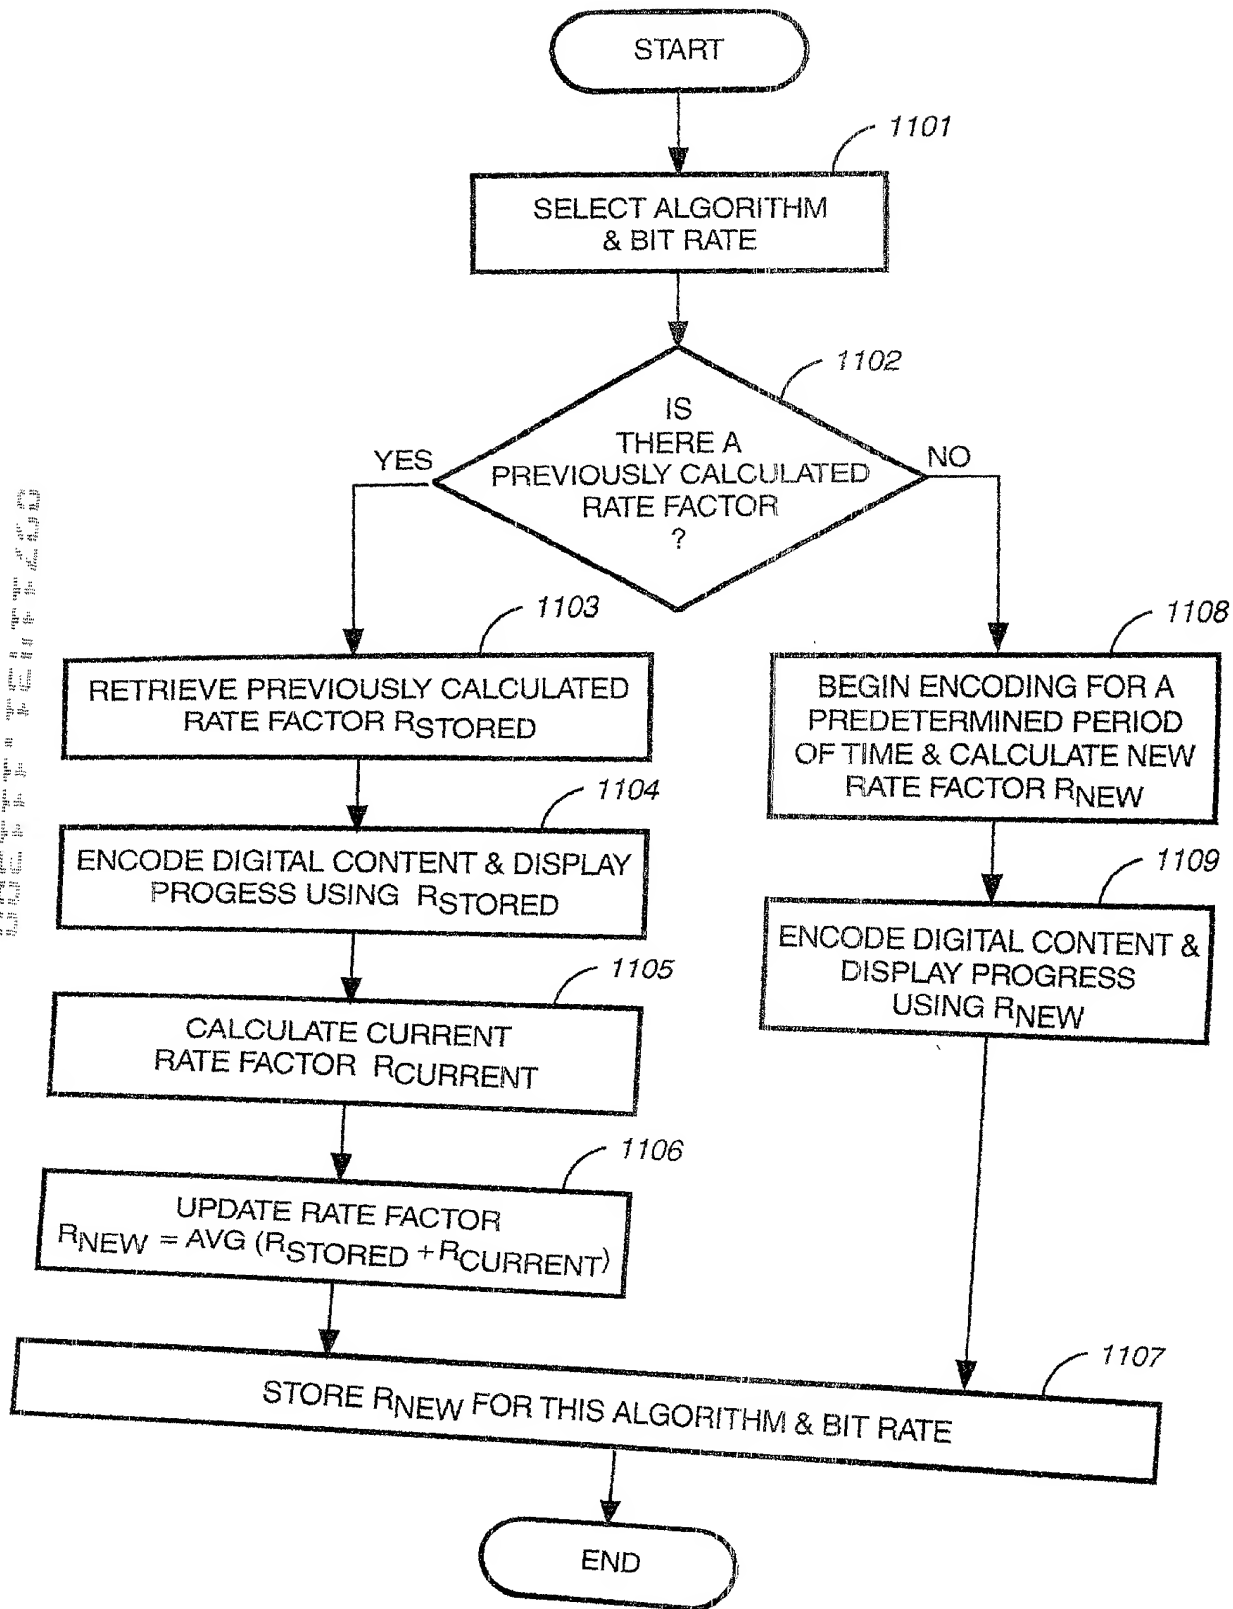 START
1101
SELECT ALGORITHM
& BIT RATE
1102
IS
THERE A
PREVIOUSLY CALCULATED
RATE FACTOR
?
YES
NO
1103
RETRIEVE PREVIOUSLY CALCULATED
RATE FACTOR RSTORED
1104
ENCODE DIGITAL CONTENT & DISPLAY
PROGESS USING RSTORED
1105
CALCULATE CURRENT
RATE FACTOR RCURRENT
1106
UPDATE RATE FACTOR
RNEW = AVG (RSTORED + RCURRENT)
1108
BEGIN ENCODING FOR A
PREDETERMINED PERIOD
OF TIME & CALCULATE NEW
RATE FACTOR RNEW
1109
ENCODE DIGITAL CONTENT &
DISPLAY PROGRESS
USING RNEW
1107
STORE RNEW FOR THIS ALGORITHM & BIT RATE
END